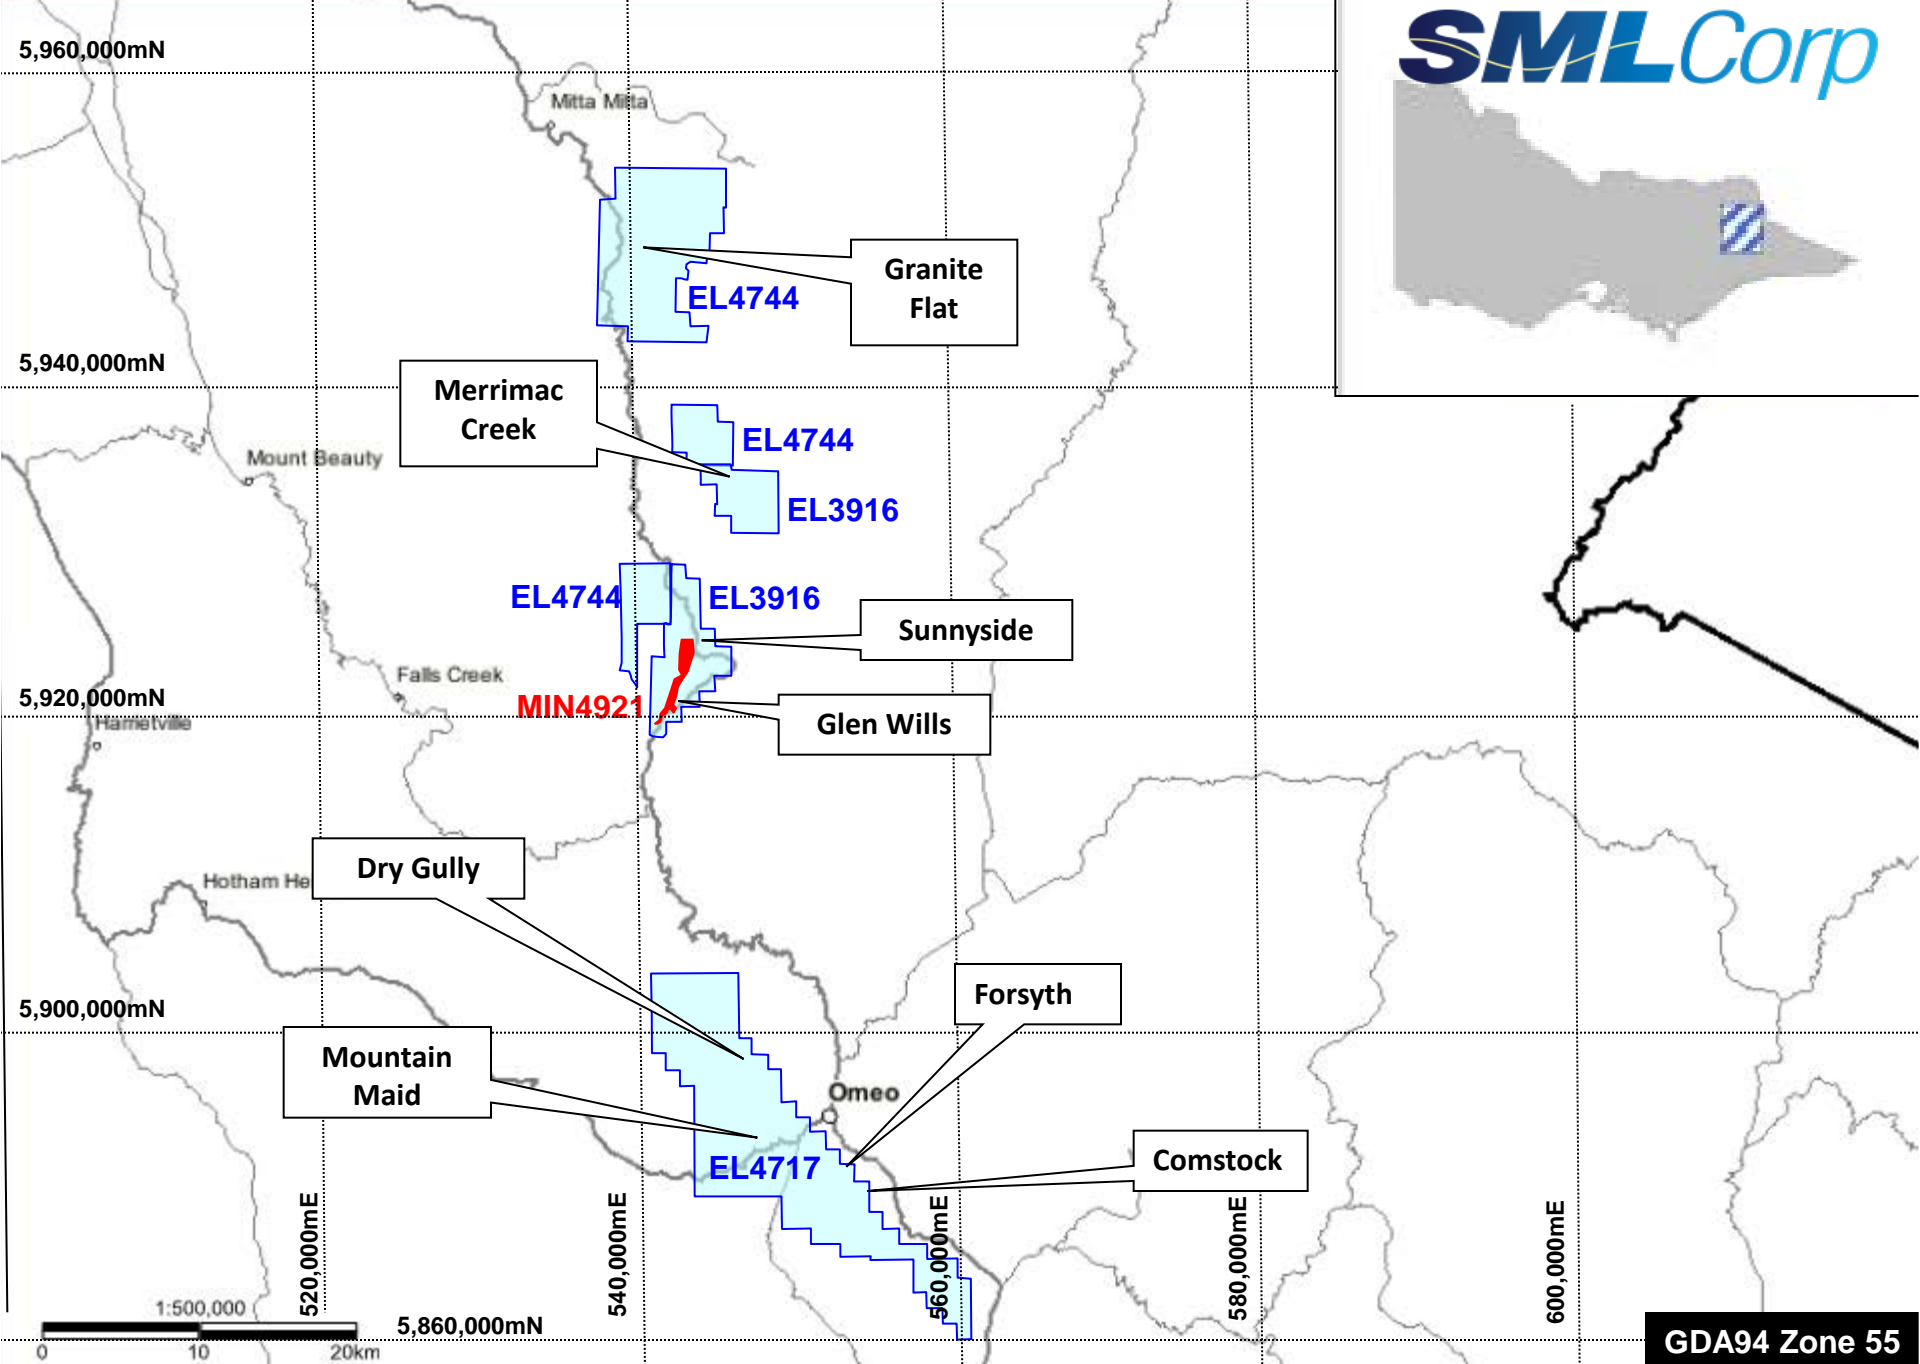 SMLCorp
5,960,000mN
Mitta Mitta
Granite
Flat
EL4744
5,940,000mN
Merrimac
Creek
EL4744
Mount Beauty
EL3916
EL4744
EL3916
Sunnyside
Falls Creek
5,920,000mN
MIN4921
Glen Wills
Harrietville
Dry Gully
Hotham He
Forsyth
5,900,000mN
Mountain
Maid
Omeo
EL4717
Comstock
520,000mE
540,000mE
560,000mE
580,000mE
600,000mE
1:500,000
5,860,000mN
0 10 20km
GDA94 Zone 55